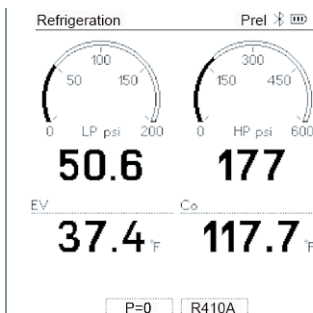 Refrigeration Prel
100 300
50 150 150 450
0 LP psi 200 0 HP psi 600
50.6 177
EV Co
37.4 °F 117.7 °F
P=0 R410A